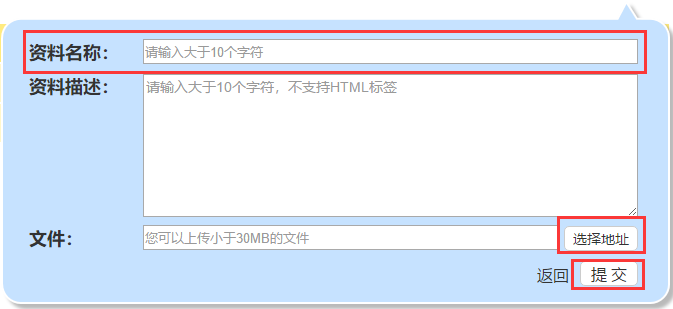 资料名称： 请输入大于10个字符
资料描述： 请输入大于10个字符，不支持HTML标签
文件： 您可以上传小于30MB的文件 选择地址
返回 提 交